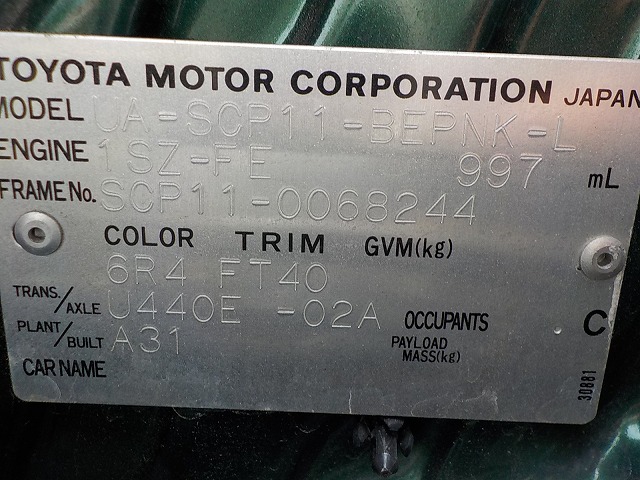 TOYOTA MOTOR CORPORATION JAPAN
MODEL UA-SCP11-BEPNK-L
ENGINE 1SZ-FE 997 mL
FRAME No. SCP11-0068244
COLOR TRIM GVM(kg)
6R4 FT40
TRANS./AXLE U440E -02A OCCUPANTS C
PLANT/BUILT A31 PAYLOAD MASS(kg)
CAR NAME
30881